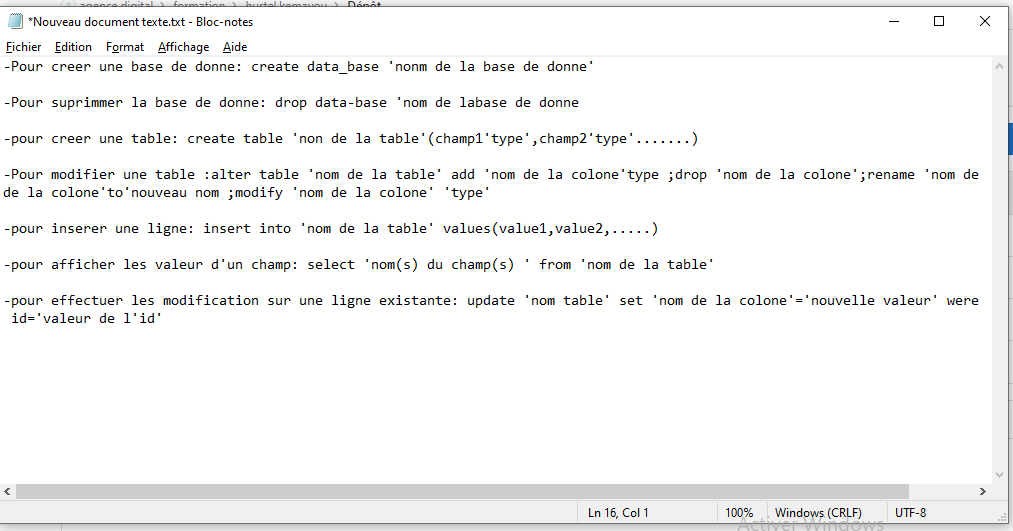 agence digital > formation > hurtel kemayou > Dépôt
*Nouveau document texte.txt - Bloc-notes
Fichier Edition Format Affichage Aide
-Pour creer une base de donne: create data_base 'nonm de la base de donne'
-Pour suprimmer la base de donne: drop data-base 'nom de labase de donne
-pour creer une table: create table 'non de la table'(champ1'type',champ2'type'.......)
-Pour modifier une table :alter table 'nom de la table' add 'nom de la colone'type ;drop 'nom de la colone';rename 'nom de
de la colone'to'nouveau nom ;modify 'nom de la colone' 'type'
-pour inserer une ligne: insert into 'nom de la table' values(value1,value2,.....)
-pour afficher les valeur d'un champ: select 'nom(s) du champ(s) ' from 'nom de la table'
-pour effectuer les modification sur une ligne existante: update 'nom table' set 'nom de la colone'='nouvelle valeur' were
id='valeur de l'id'
Ln 16, Col 1 100% Windows (CRLF) UTF-8
Activer Windows